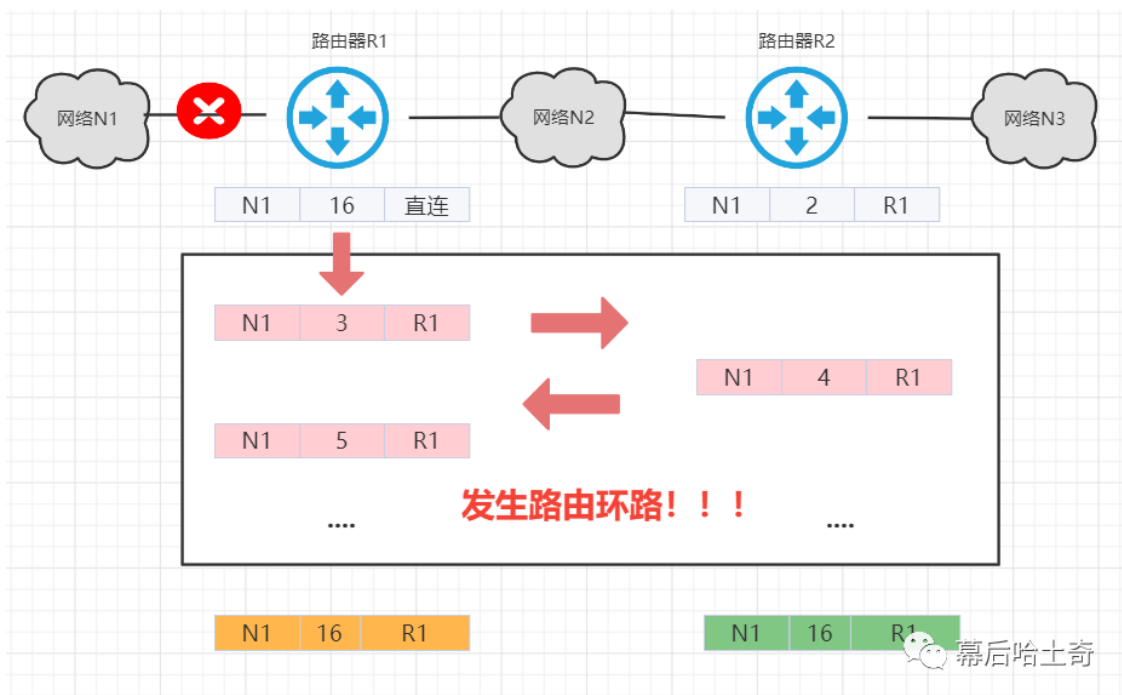 路由器R1 路由器R2
网络N1 网络N2 网络N3
N1 16 直连 N1 2 R1
N1 3 R1
N1 4 R1
N1 5 R1
发生路由环路！！！
.... ....
N1 16 R1 N1 16 R1
幕后哈士奇